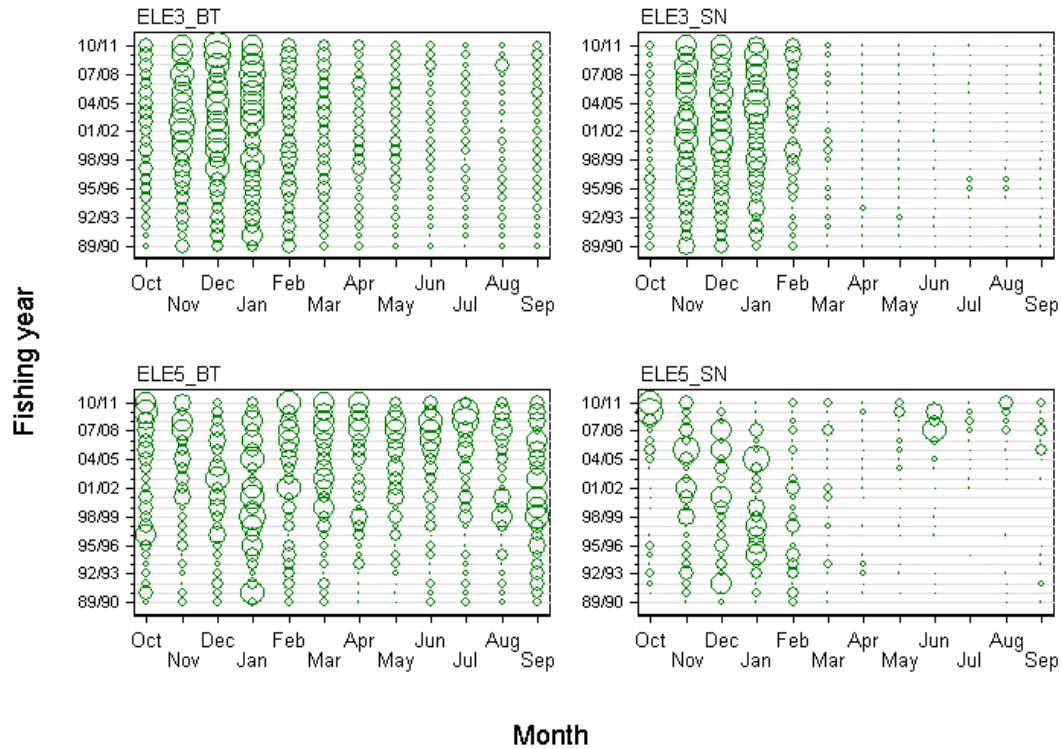 ELE3_BT
ELE3_SN
10/11
07/08
04/05
01/02
98/99
95/96
92/93
89/90
10/11
07/08
04/05
01/02
98/99
95/96
92/93
89/90
Oct Dec Feb Apr Jun Aug
Nov Jan Mar May Jul Sep
Oct Dec Feb Apr Jun Aug
Nov Jan Mar May Jul Sep
Fishing year
ELE5_BT
ELE5_SN
10/11
07/08
04/05
01/02
98/99
95/96
92/93
89/90
10/11
07/08
04/05
01/02
98/99
95/96
92/93
89/90
Oct Dec Feb Apr Jun Aug
Nov Jan Mar May Jul Sep
Oct Dec Feb Apr Jun Aug
Nov Jan Mar May Jul Sep
Month